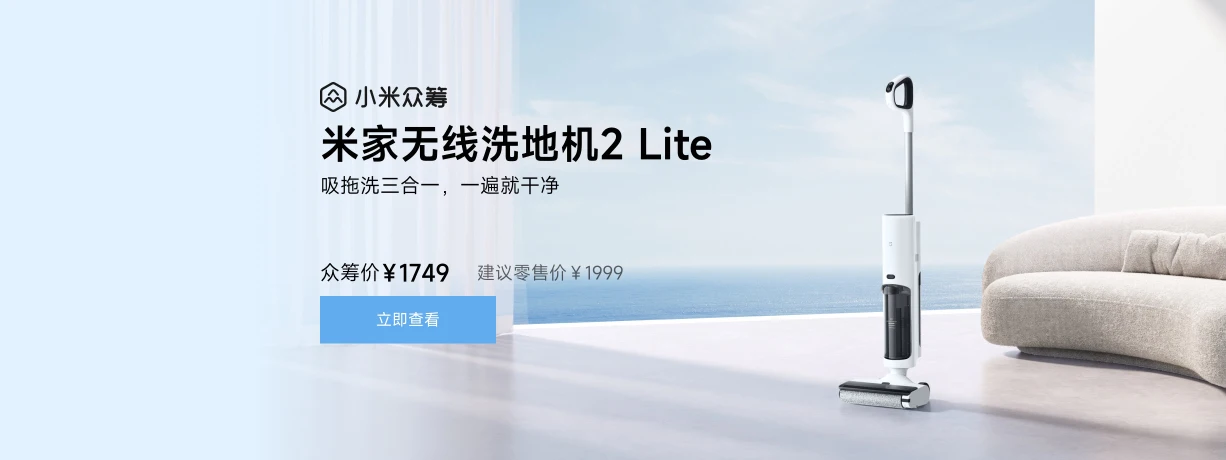 小米众筹
米家无线洗地机2 Lite
吸拖洗三合一，一遍就干净
众筹价¥1749 建议零售价¥1999
立即查看